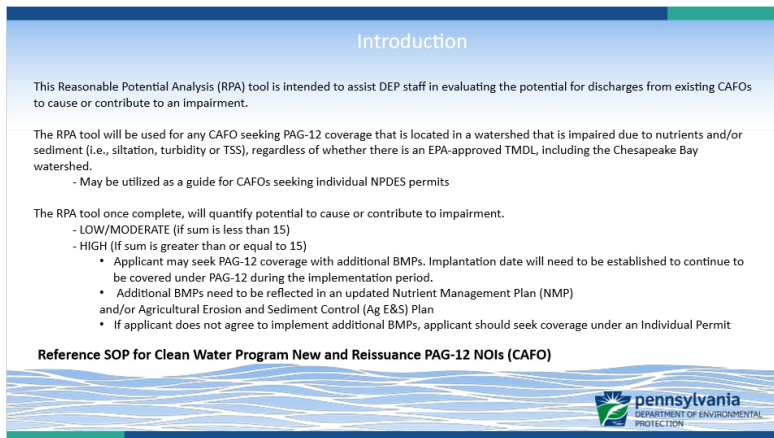 Introduction
This Reasonable Potential Analysis (RPA) tool is intended to assist DEP staff in evaluating the potential for discharges from existing CAFOs
to cause or contribute to an impairment.
The RPA tool will be used for any CAFO seeking PAG-12 coverage that is located in a watershed that is impaired due to nutrients and/or
sediment (i.e., siltation, turbidity or TSS), regardless of whether there is an EPA-approved TMDL, including the Chesapeake Bay
watershed.
- May be utilized as a guide for CAFOs seeking individual NPDES permits
The RPA tool once complete, will quantify potential to cause or contribute to impairment.
- LOW/MODERATE (if sum is less than 15)
- HIGH (If sum is greater than or equal to 15)
• Applicant may seek PAG-12 coverage with additional BMPs. Implantation date will need to be established to continue to
be covered under PAG-12 during the implementation period.
• Additional BMPs need to be reflected in an updated Nutrient Management Plan (NMP)
and/or Agricultural Erosion and Sediment Control (Ag E&S) Plan
• If applicant does not agree to implement additional BMPs, applicant should seek coverage under an Individual Permit
Reference SOP for Clean Water Program New and Reissuance PAG-12 NOIs (CAFO)
pennsylvania
DEPARTMENT OF ENVIRONMENTAL
PROTECTION